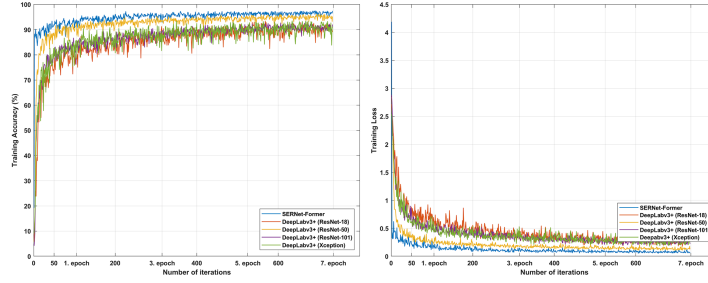 100
90
80
70
60
50
40
30
20
10
0
Training Accuracy (%)
SERNet-Former
DeepLabv3+ (ResNet-18)
DeepLabv3+ (ResNet-50)
DeepLabv3+ (ResNet-101)
DeepLabv3+ (Xception)
0 50 1. epoch 200 3. epoch 400 5. epoch 600 7. epoch
Number of iterations
4.5
4
3.5
3
2.5
2
1.5
1
0.5
0
Training Loss
SERNet-Former
DeepLabv3+ (ResNet-18)
DeepLabv3+ (ResNet-50)
DeepLabv3+ (ResNet-101
Deepabv3+ (Xception)
0 50 1. epoch 200 3. epoch 400 5. epoch 600 7. epoch
Number of iterations